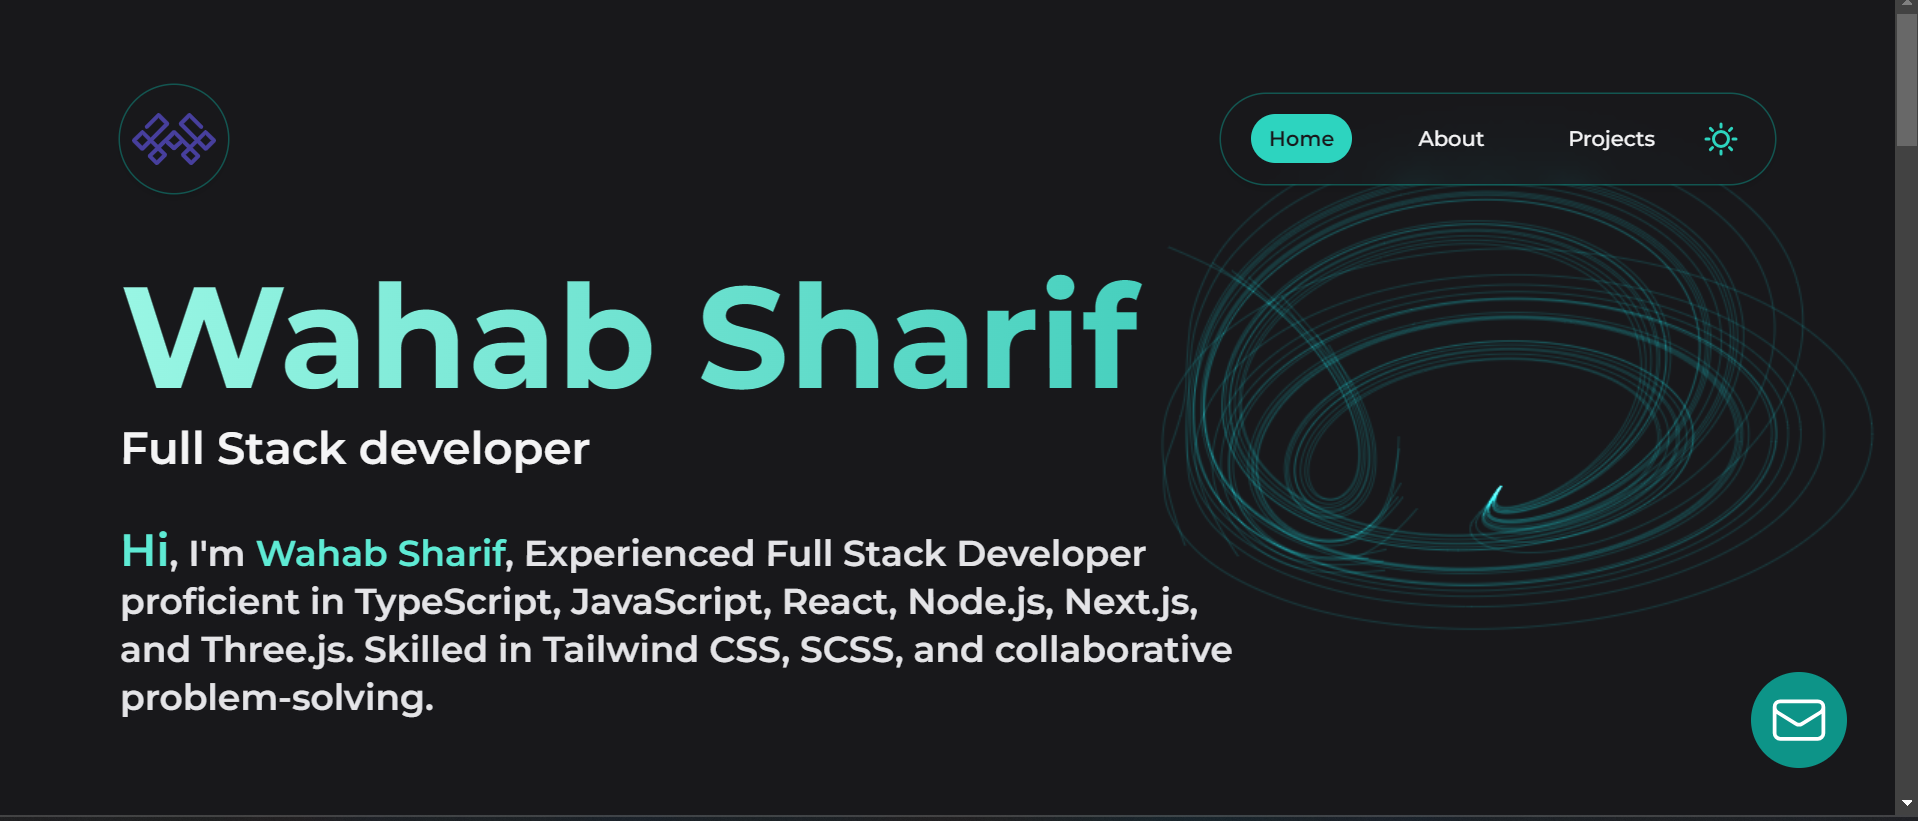 Home About Projects
Wahab Sharif
Full Stack developer
Hi, I'm Wahab Sharif, Experienced Full Stack Developer
proficient in TypeScript, JavaScript, React, Node.js, Next.js,
and Three.js. Skilled in Tailwind CSS, SCSS, and collaborative
problem-solving.